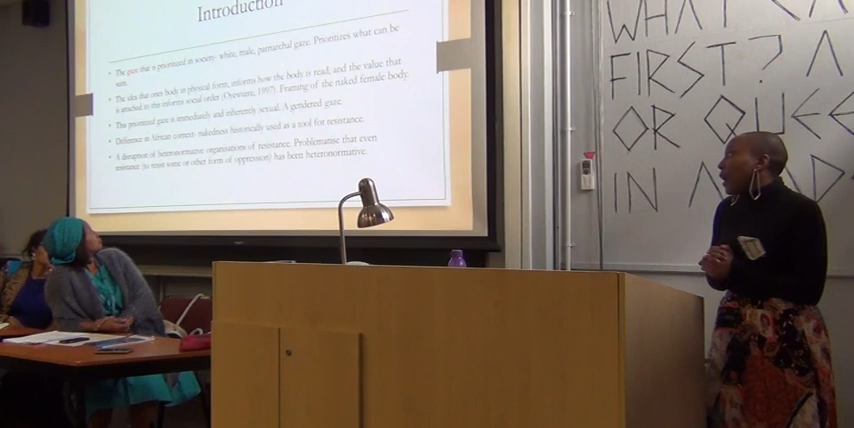 Introduction
The gaze that is prioritized in society- white, male, patriarchal gaze. Prioritizes what can be
seen.
The idea that ones body in physical form, informs how the body is read, and the value that
is attached to this informs social order (Oyewumi, 1997). Framing of the naked female body.
This prioritized gaze is immediately and inherently sexual. A gendered gaze.
Difference in African context- nakedness historically used as a tool for resistance.
A disruption of heteronormative organisations of resistance. Problematise that even
resistance (to resist some or other form of oppression) has been heteronormative.
WHAT
FIRST? A
OR QUEE
IN